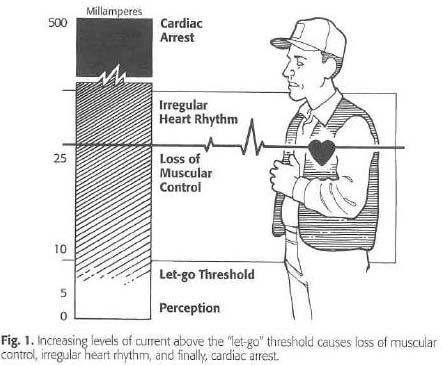 Millamperes
500
Cardiac
Arrest
Irregular
Heart Rhythm
25
Loss of
Muscular
Control
10
Let-go Threshold
5
Perception
0
Fig. 1. Increasing levels of current above the "let-go" threshold causes loss of muscular
control, irregular heart rhythm, and finally, cardiac arrest.